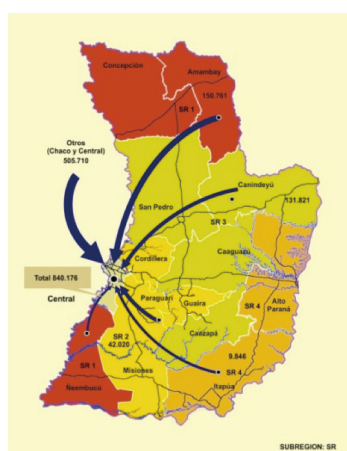 Concepción
Amambay
150.761
SR 1
Otros
(Chaco y Central)
505.710
Canindeyú
131.821
San Pedro
SR 3
Cordillera
Caaguazú
Total 840.176
Central
Paraguarí
Guaira
SR 4
Alto
Paraná
SR 2
42.020
Caazapá
9.846
SR 1
SR 4
Ñeembucú
Misiones
Itapúa
SUBREGION: SR